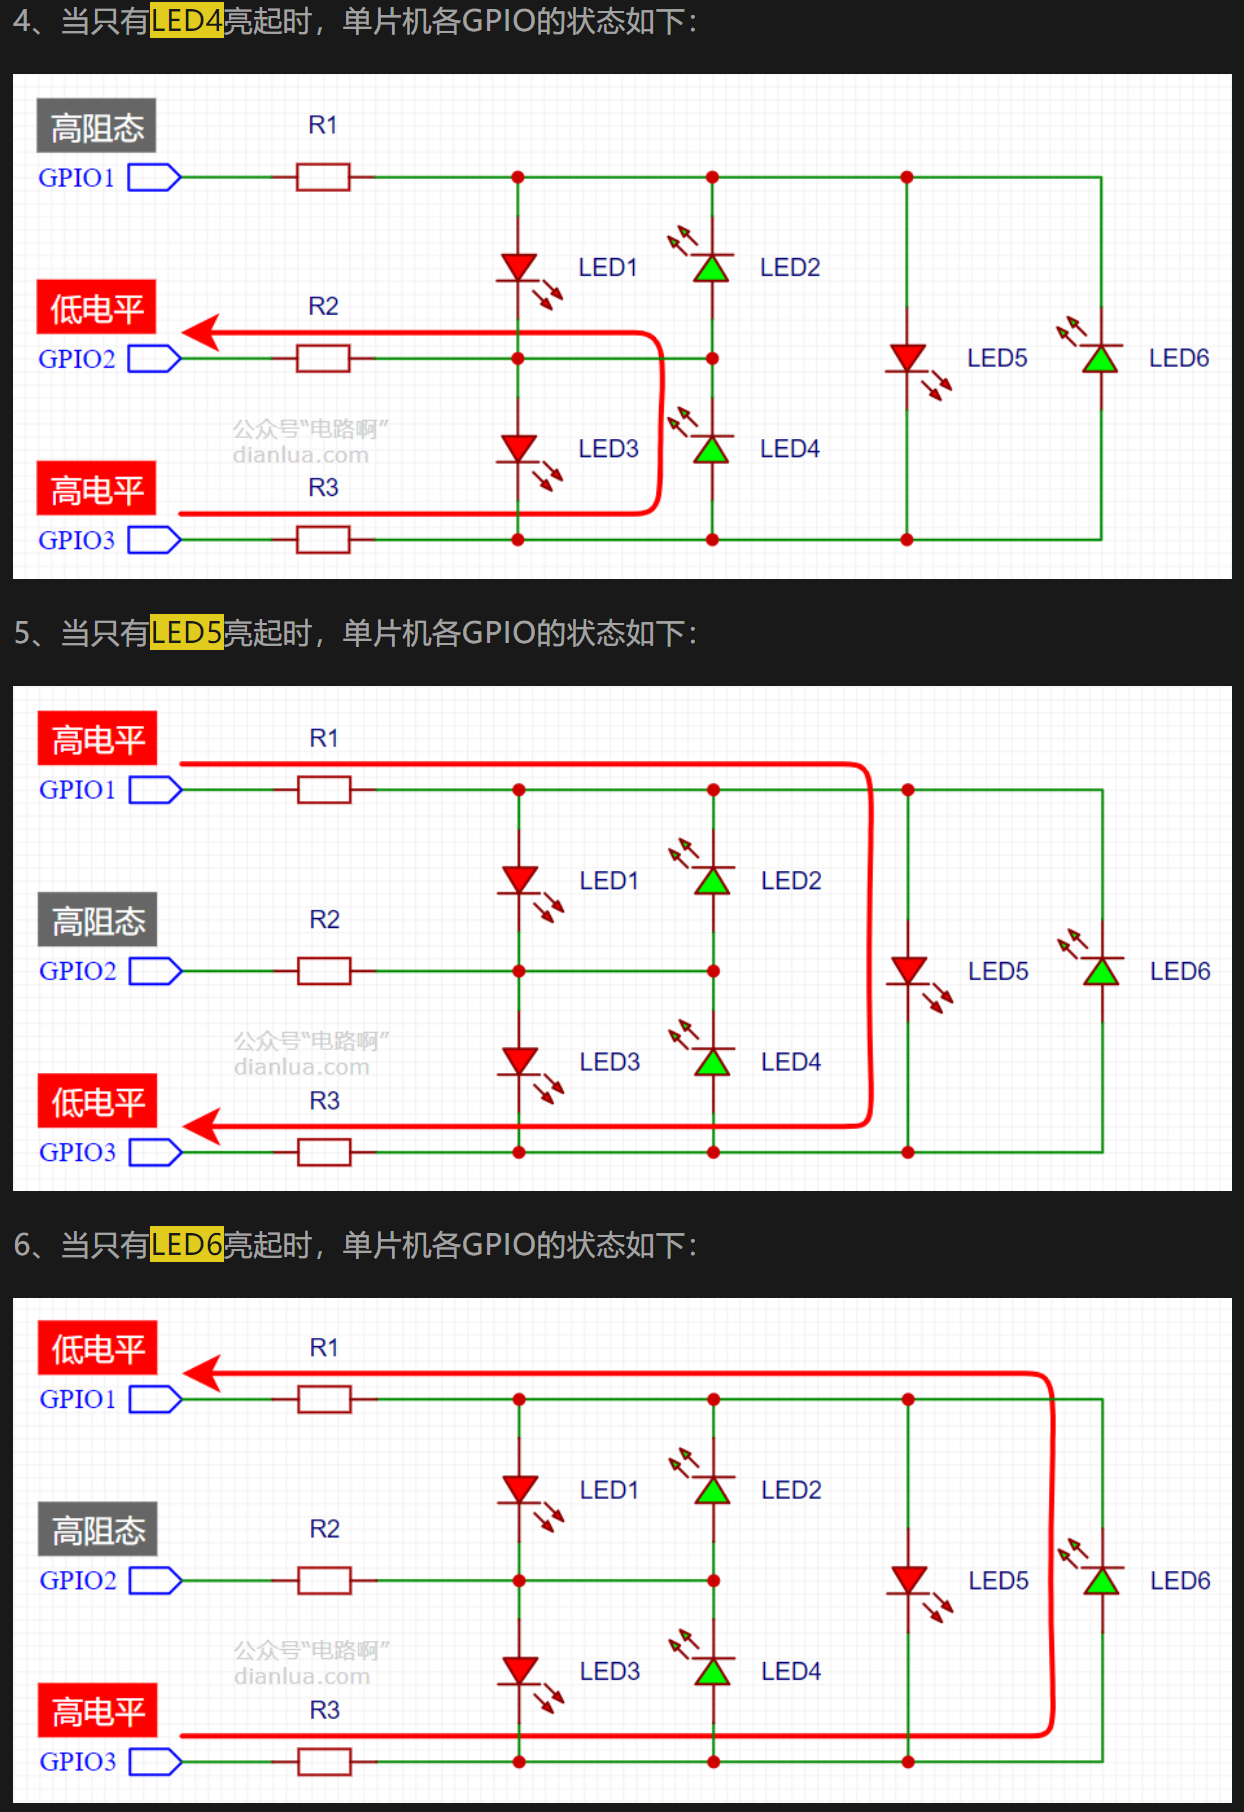 4、当只有LED4亮起时，单片机各GPIO的状态如下：
高阻态
R1
GPIO1
LED1
LED2
低电平
R2
GPIO2
LED5
LED6
公众号“电路啊”
dianlua.com
LED3
LED4
高电平
R3
GPIO3
5、当只有LED5亮起时，单片机各GPIO的状态如下：
高电平
R1
GPIO1
LED1
LED2
高阻态
R2
GPIO2
LED5
LED6
公众号“电路啊”
dianlua.com
LED3
LED4
低电平
R3
GPIO3
6、当只有LED6亮起时，单片机各GPIO的状态如下：
低电平
R1
GPIO1
LED1
LED2
高阻态
R2
GPIO2
LED5
LED6
公众号“电路啊”
dianlua.com
LED3
LED4
高电平
R3
GPIO3